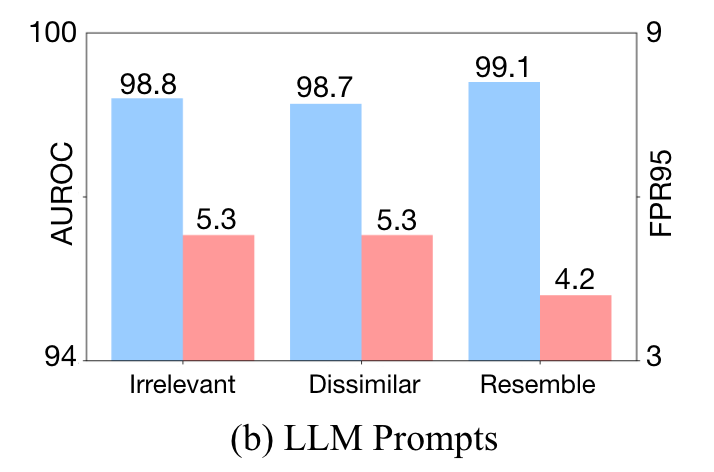 100
9
98.8
98.7
99.1
5.3
5.3
4.2
AUROC
FPR95
94
3
Irrelevant
Dissimilar
Resemble
(b) LLM Prompts